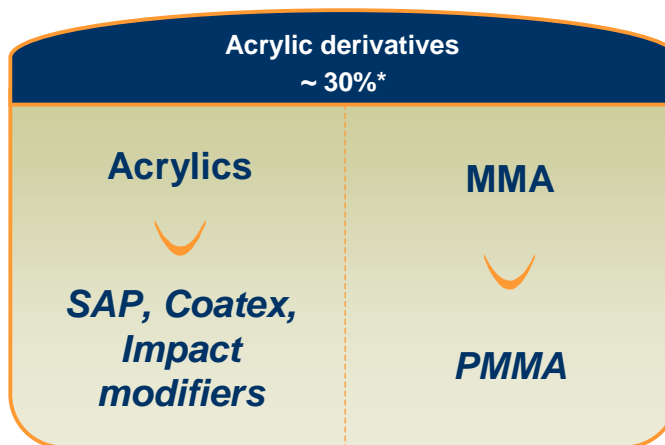 Acrylic derivatives
~ 30%*
Acrylics
MMA
SAP, Coatex,
Impact
modifiers
PMMA